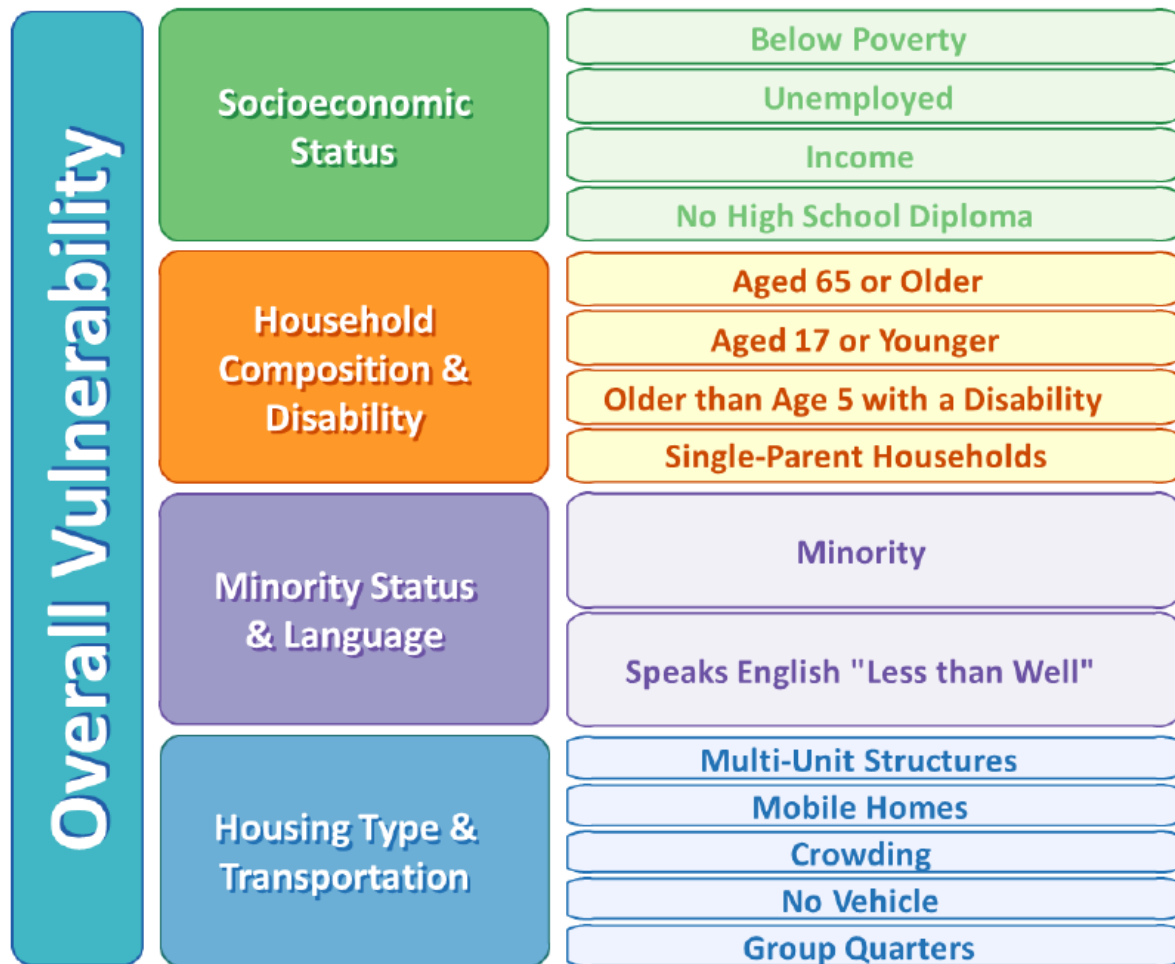 Overall Vulnerability
Socioeconomic
Status
Below Poverty
Unemployed
Income
No High School Diploma
Household
Composition &
Disability
Aged 65 or Older
Aged 17 or Younger
Older than Age 5 with a Disability
Single-Parent Households
Minority Status
& Language
Minority
Speaks English "Less than Well"
Housing Type &
Transportation
Multi-Unit Structures
Mobile Homes
Crowding
No Vehicle
Group Quarters